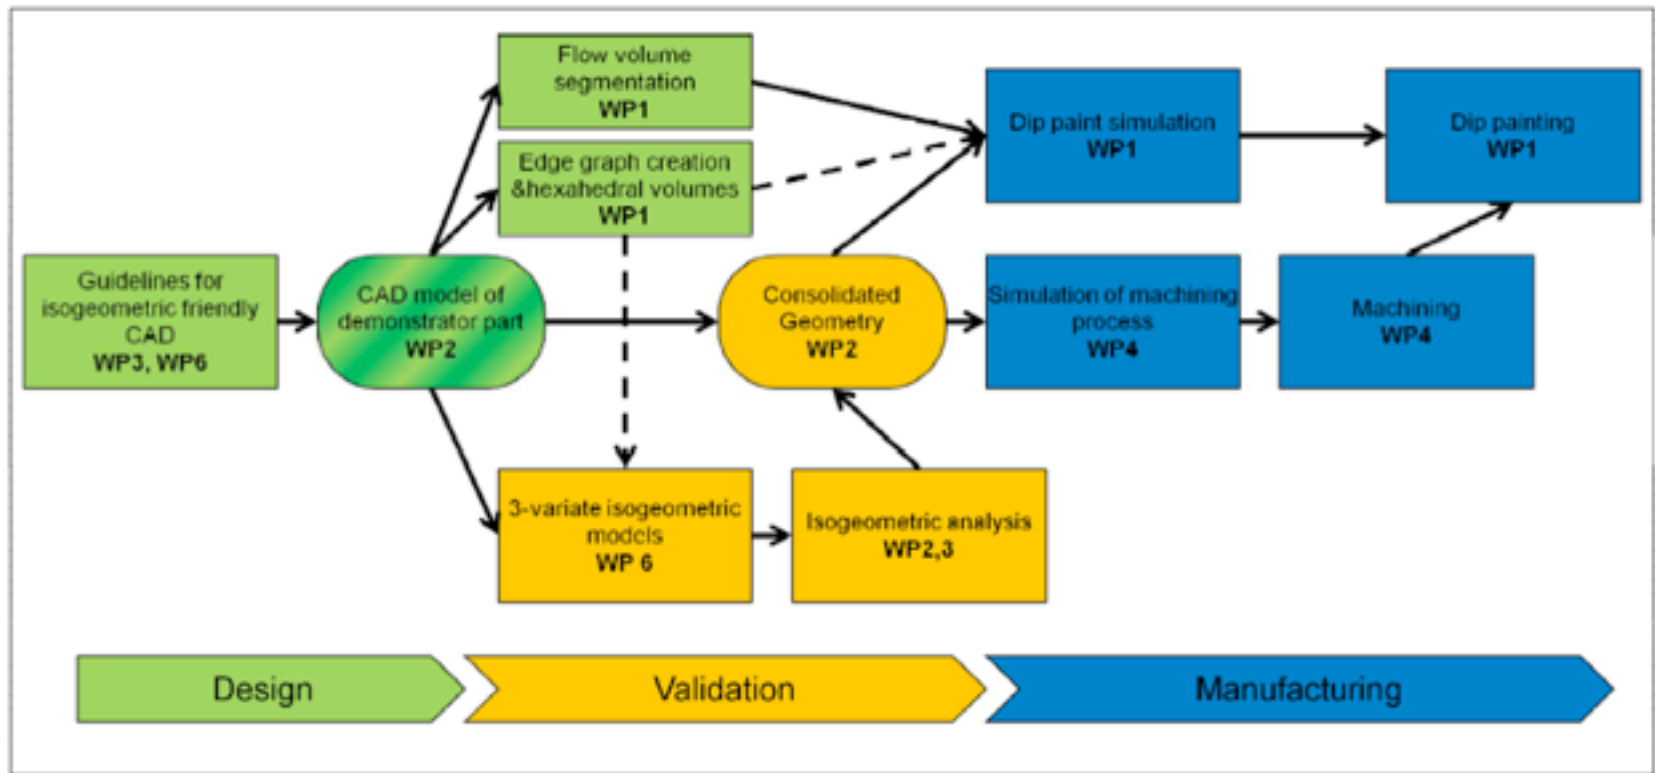 Flow volume
segmentation
WP1
Edge graph creation
&hexahedral volumes
WP1
Dip paint simulation
WP1
Dip painting
WP1
Guidelines for
isogeometric friendly
CAD
WP3, WP6
CAD model of
demonstrator part
WP2
Consolidated
Geometry
WP2
Simulation of machining
process
WP4
Machining
WP4
3-variate isogeometric
models
WP 6
Isogeometric analysis
WP2,3
Design
Validation
Manufacturing